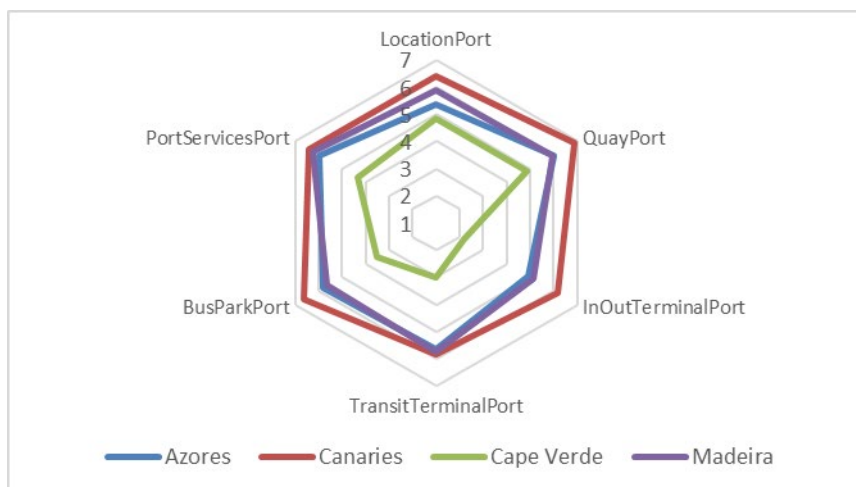 LocationPort
7
6
5
4
3
2
1
PortServicesPort
QuayPort
BusParkPort
InOutTerminalPort
TransitTerminalPort
Azores Canaries Cape Verde Madeira